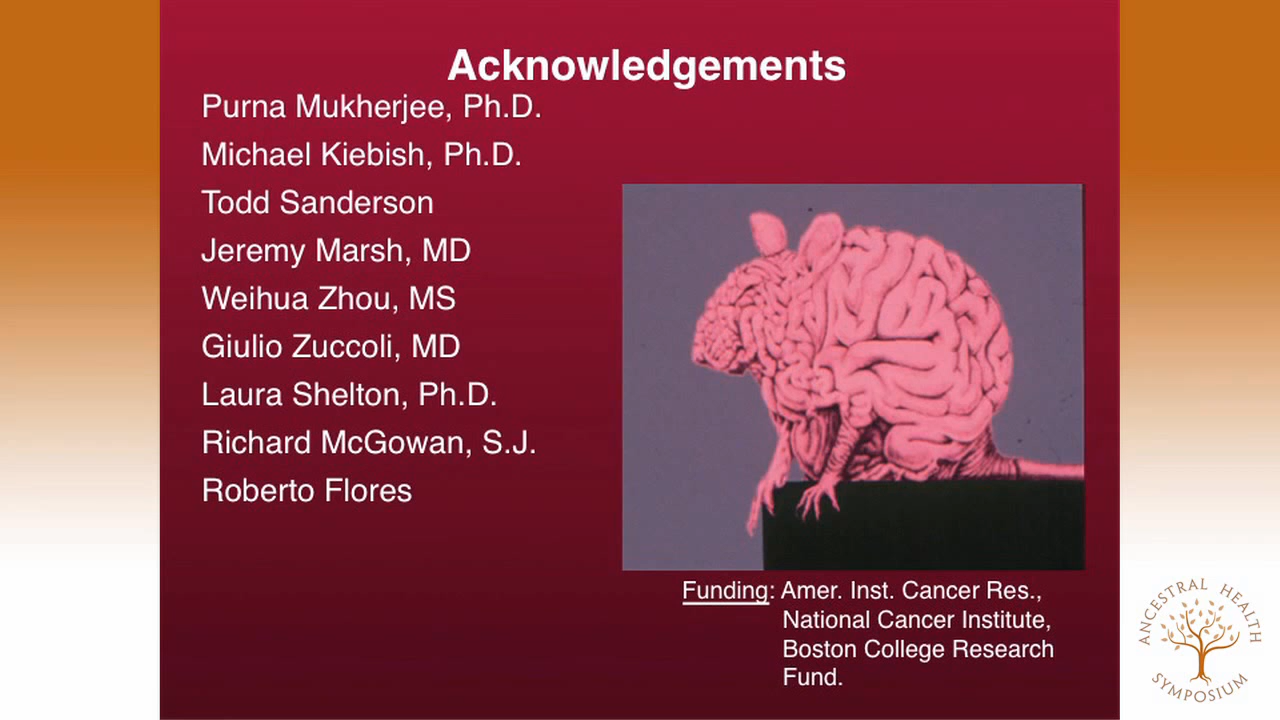 Acknowledgements
Purna Mukherjee, Ph.D.
Michael Kiebish, Ph.D.
Todd Sanderson
Jeremy Marsh, MD
Weihua Zhou, MS
Giulio Zuccoli, MD
Laura Shelton, Ph.D.
Richard McGowan, S.J.
Roberto Flores
Funding: Amer. Inst. Cancer Res.,
National Cancer Institute,
Boston College Research
Fund.
ANCESTRAL HEALTH
SYMPOSIUM